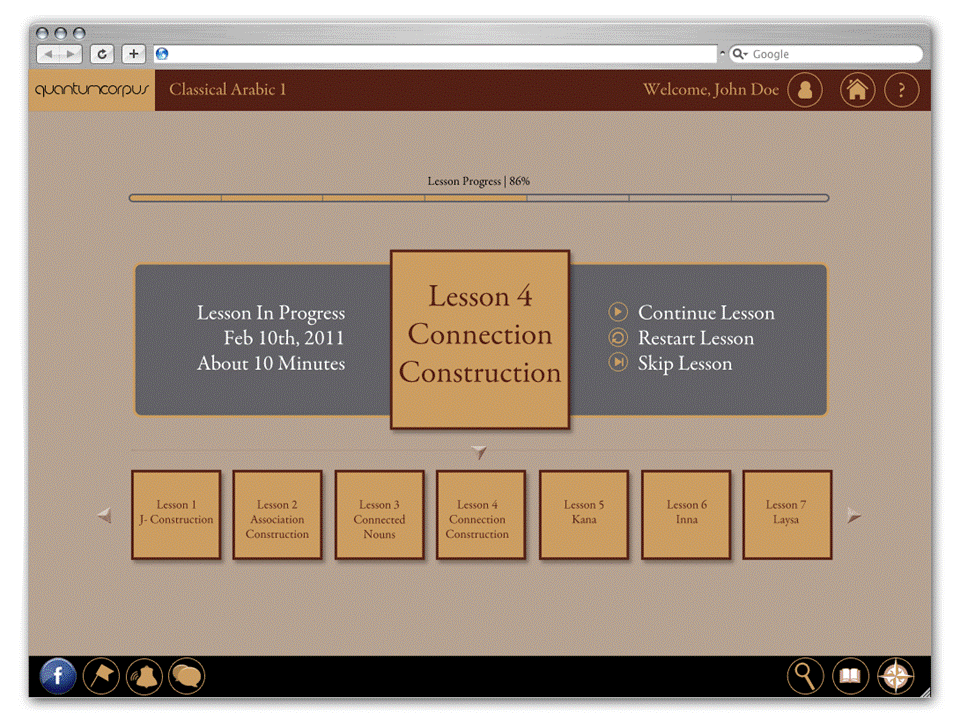 Google
quantumcorpus
Classical Arabic 1
Welcome, John Doe
?
Lesson Progress | 86%
Lesson In Progress
Feb 10th, 2011
About 10 Minutes
Lesson 4
Connection
Construction
Continue Lesson
Restart Lesson
Skip Lesson
Lesson 1
J- Construction
Lesson 2
Association
Construction
Lesson 3
Connected
Nouns
Lesson 4
Connection
Construction
Lesson 5
Kana
Lesson 6
Inna
Lesson 7
Laysa
f